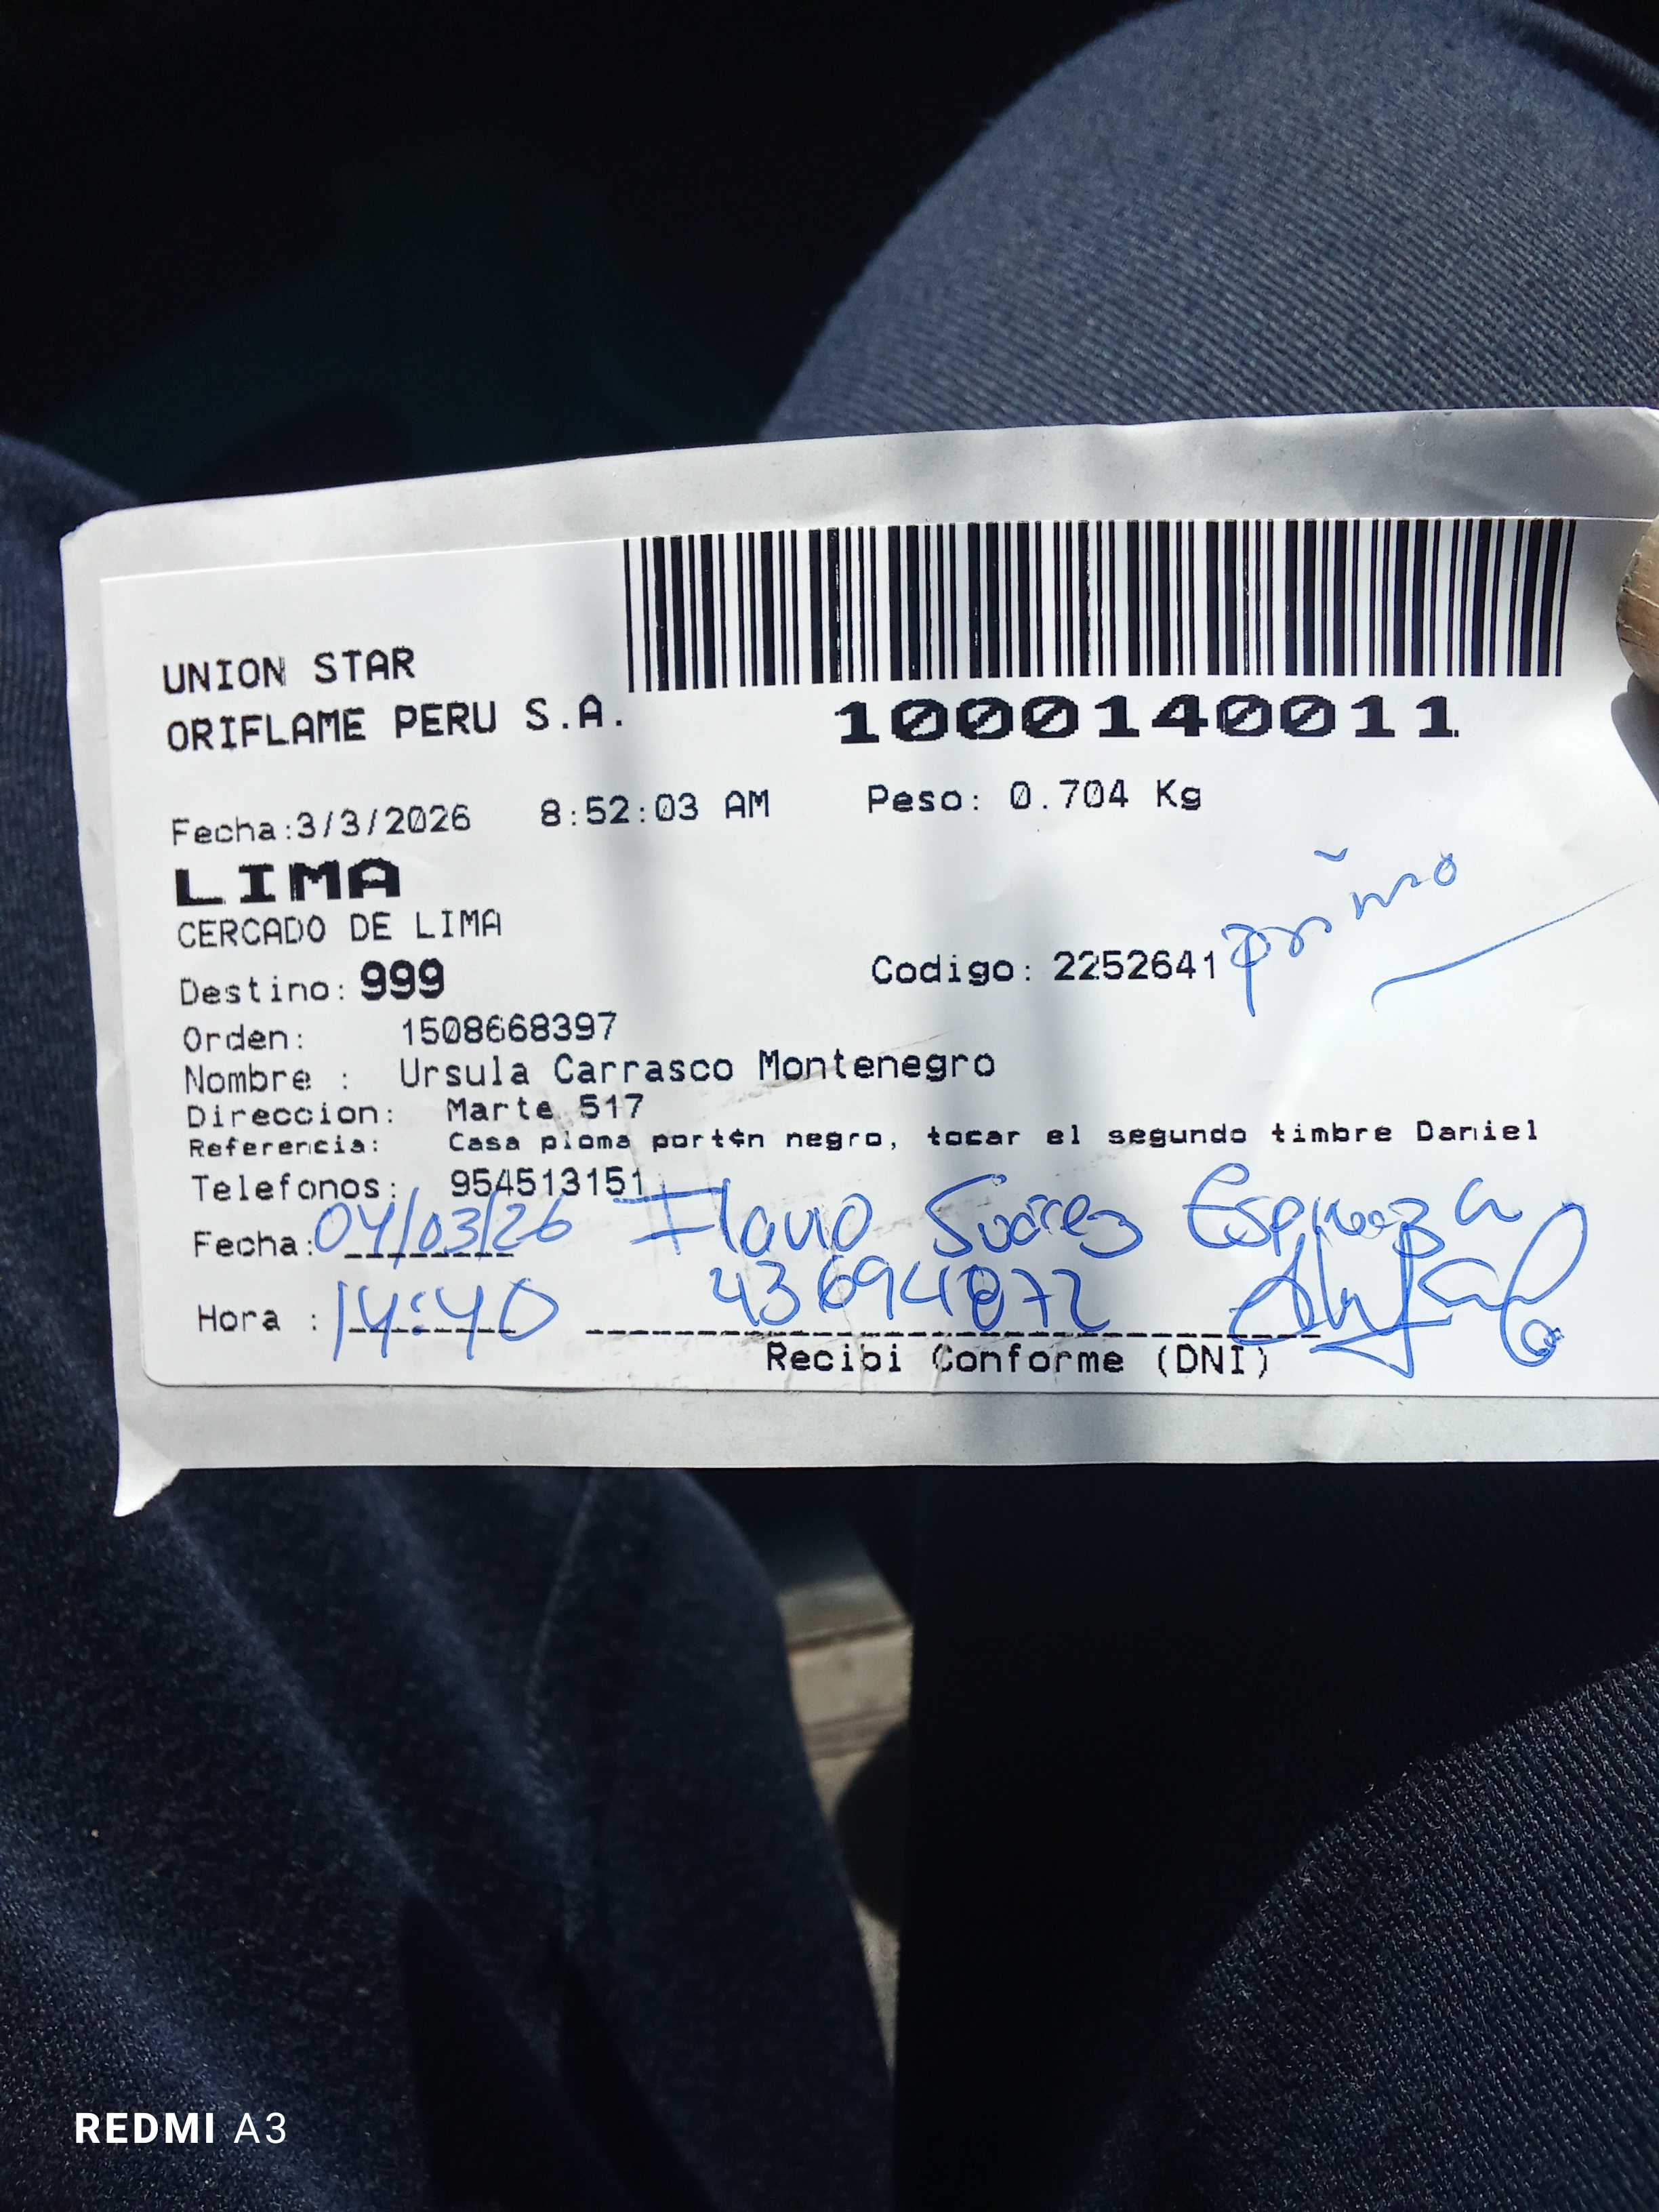 UNION STAR
ORIFLAME PERU S.A.
1000140011
Fecha:3/3/2026 8:52:03 AM Peso: 0.704 Kg
LIMA
CERCADO DE LIMA
Destino: 999 Codigo: 2252641 primo
Orden: 1508668397
Nombre : Ursula Carrasco Montenegro
Direccion: Marte 517
Referencia: Casa ploma port¢n negro, tocar el segundo timbre Daniel
Telefonos: 954513151
Fecha: 04/03/26 Flavio Suárez Espinoza
Hora : 14:40 43694872
Recibi Conforme (DNI)
REDMI A3